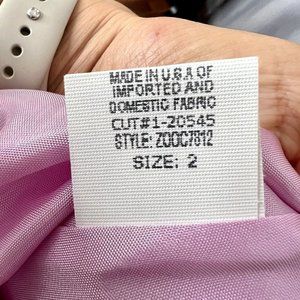 MADE IN U.S.A OF
IMPORTED AND
DOMESTIC FABRIC
CUT#1-20545
STYLE: ZOOC7812
SIZE: 2